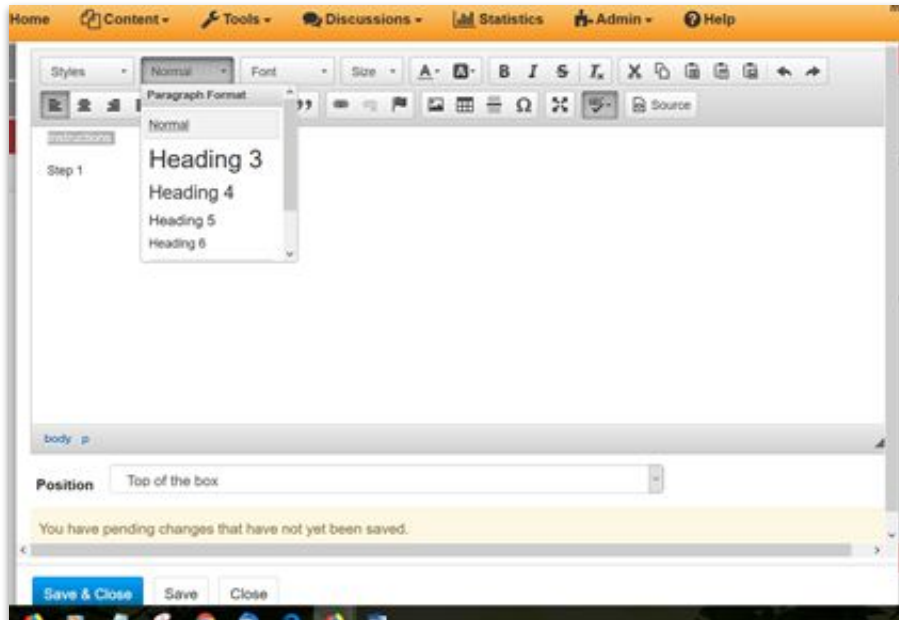 Home Content Tools Discussions Statistics Admin Help
Styles Normal Font Size A A B I S Ix X
Paragraph Format
” Ω Source
Normal
Instructions
Heading 3
Step 1
Heading 4
Heading 5
Heading 6
body p
Position Top of the box
You have pending changes that have not yet been saved.
Save & Close Save Close